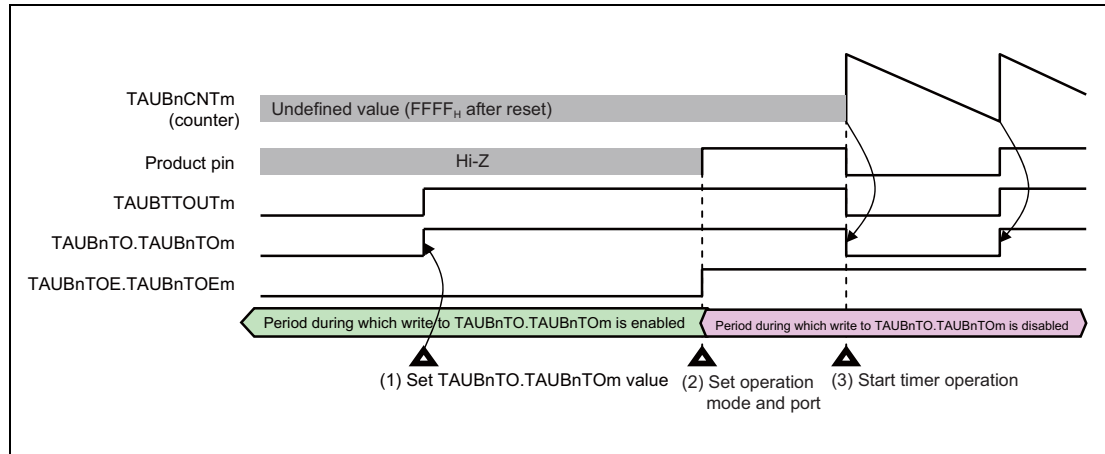 TAUBnCNTm
(counter)
Undefined value (FFFFH after reset)
Product pin
Hi-Z
TAUBTTOUTm
TAUBnTO.TAUBnTOm
TAUBnTOE.TAUBnTOEm
Period during which write to TAUBnTO.TAUBnTOm is enabled
Period during which write to TAUBnTO.TAUBnTOm is disabled
(1) Set TAUBnTO.TAUBnTOm value
(2) Set operation
mode and port
(3) Start timer operation